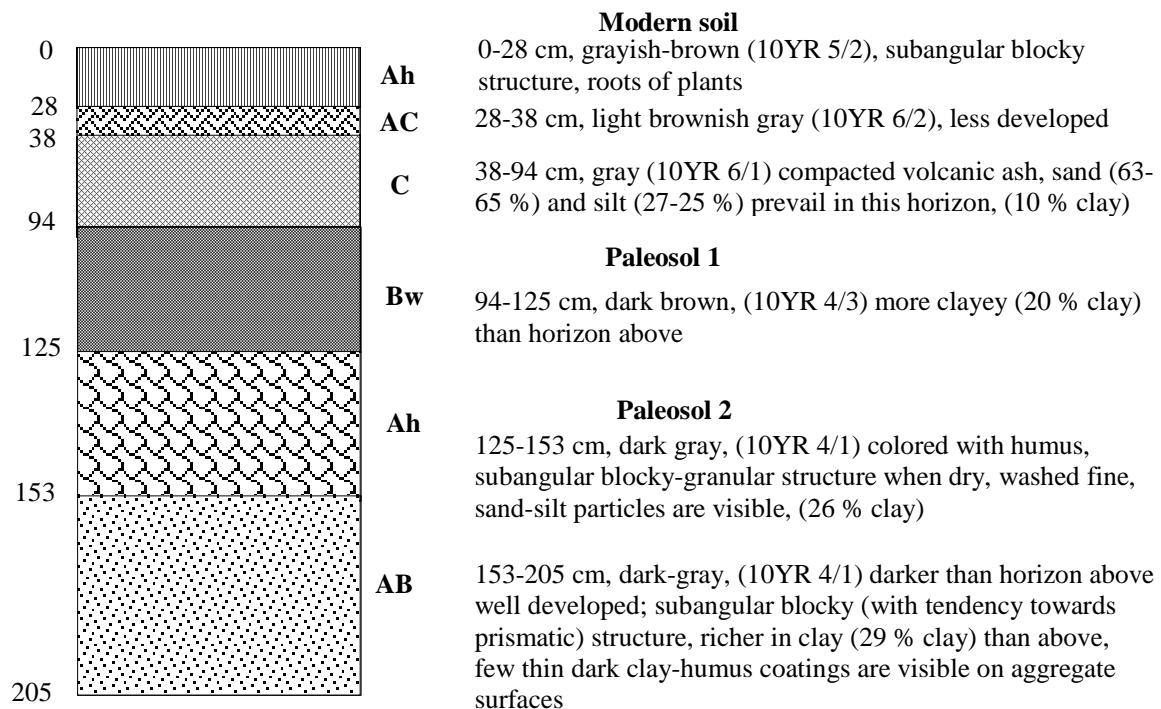 Modern soil
0
0-28 cm, grayish-brown (10YR 5/2), subangular blocky
structure, roots of plants
Ah
28
AC
28-38 cm, light brownish gray (10YR 6/2), less developed
38
38-94 cm, gray (10YR 6/1) compacted volcanic ash, sand (63-
65 %) and silt (27-25 %) prevail in this horizon, (10 % clay)
C
94
Paleosol 1
Bw
94-125 cm, dark brown, (10YR 4/3) more clayey (20 % clay)
than horizon above
125
Paleosol 2
Ah
125-153 cm, dark gray, (10YR 4/1) colored with humus,
subangular blocky-granular structure when dry, washed fine,
sand-silt particles are visible, (26 % clay)
153
AB
153-205 cm, dark-gray, (10YR 4/1) darker than horizon above
well developed; subangular blocky (with tendency towards
prismatic) structure, richer in clay (29 % clay) than above,
few thin dark clay-humus coatings are visible on aggregate
surfaces
205